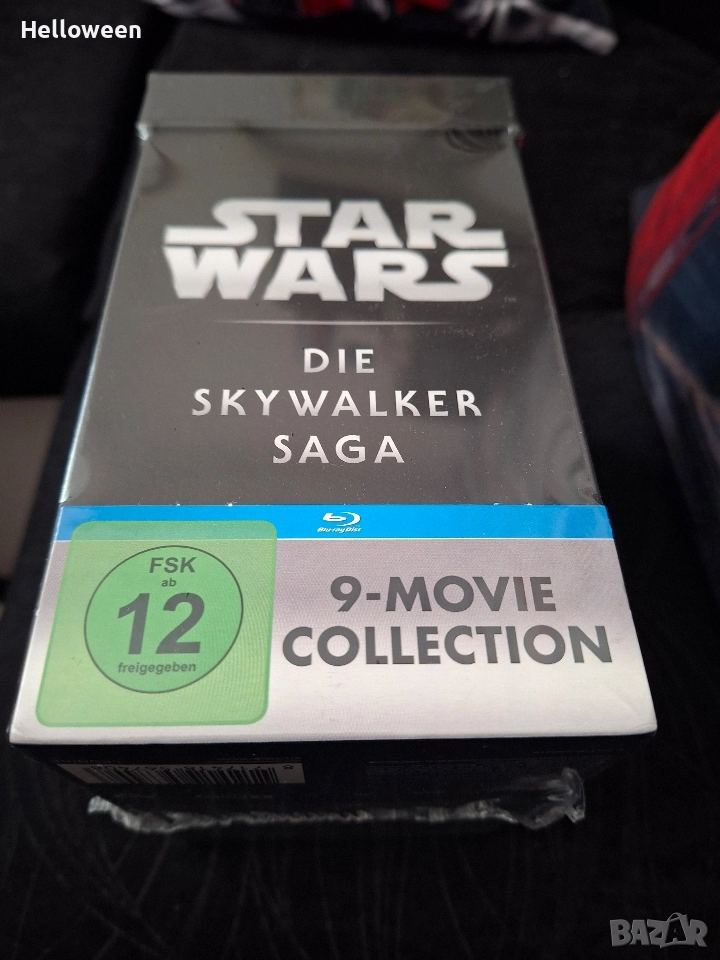 Helloween
STAR
WARS
DIE
SKYWALKER
SAGA
Blu-ray Disc
FSK
ab
12
freigegeben
9-MOVIE
COLLECTION
BAZAR